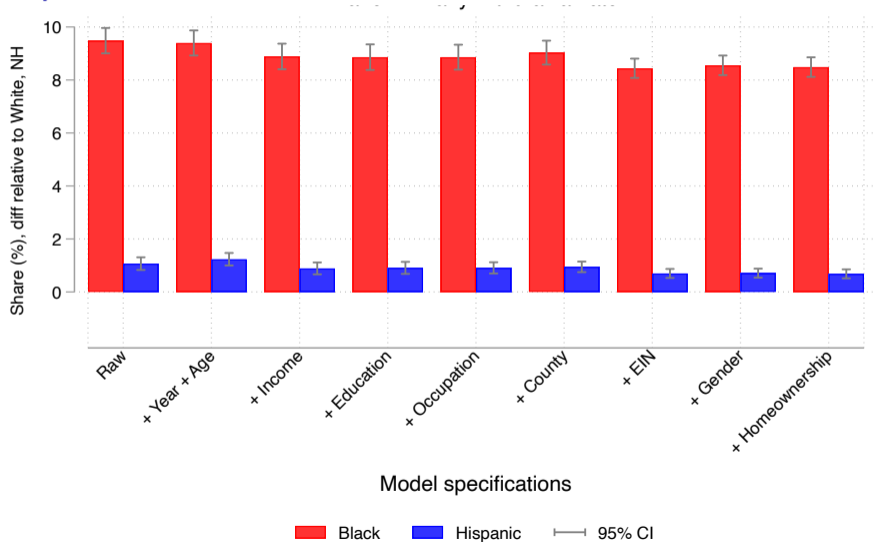 Share (%), diff relative to White, NH
10
8
6
4
2
0
Raw
+ Year + Age
+ Income
+ Education
+ Occupation
+ County
+ EIN
+ Gender
+ Homeownership
Model specifications
Black
Hispanic
95% CI